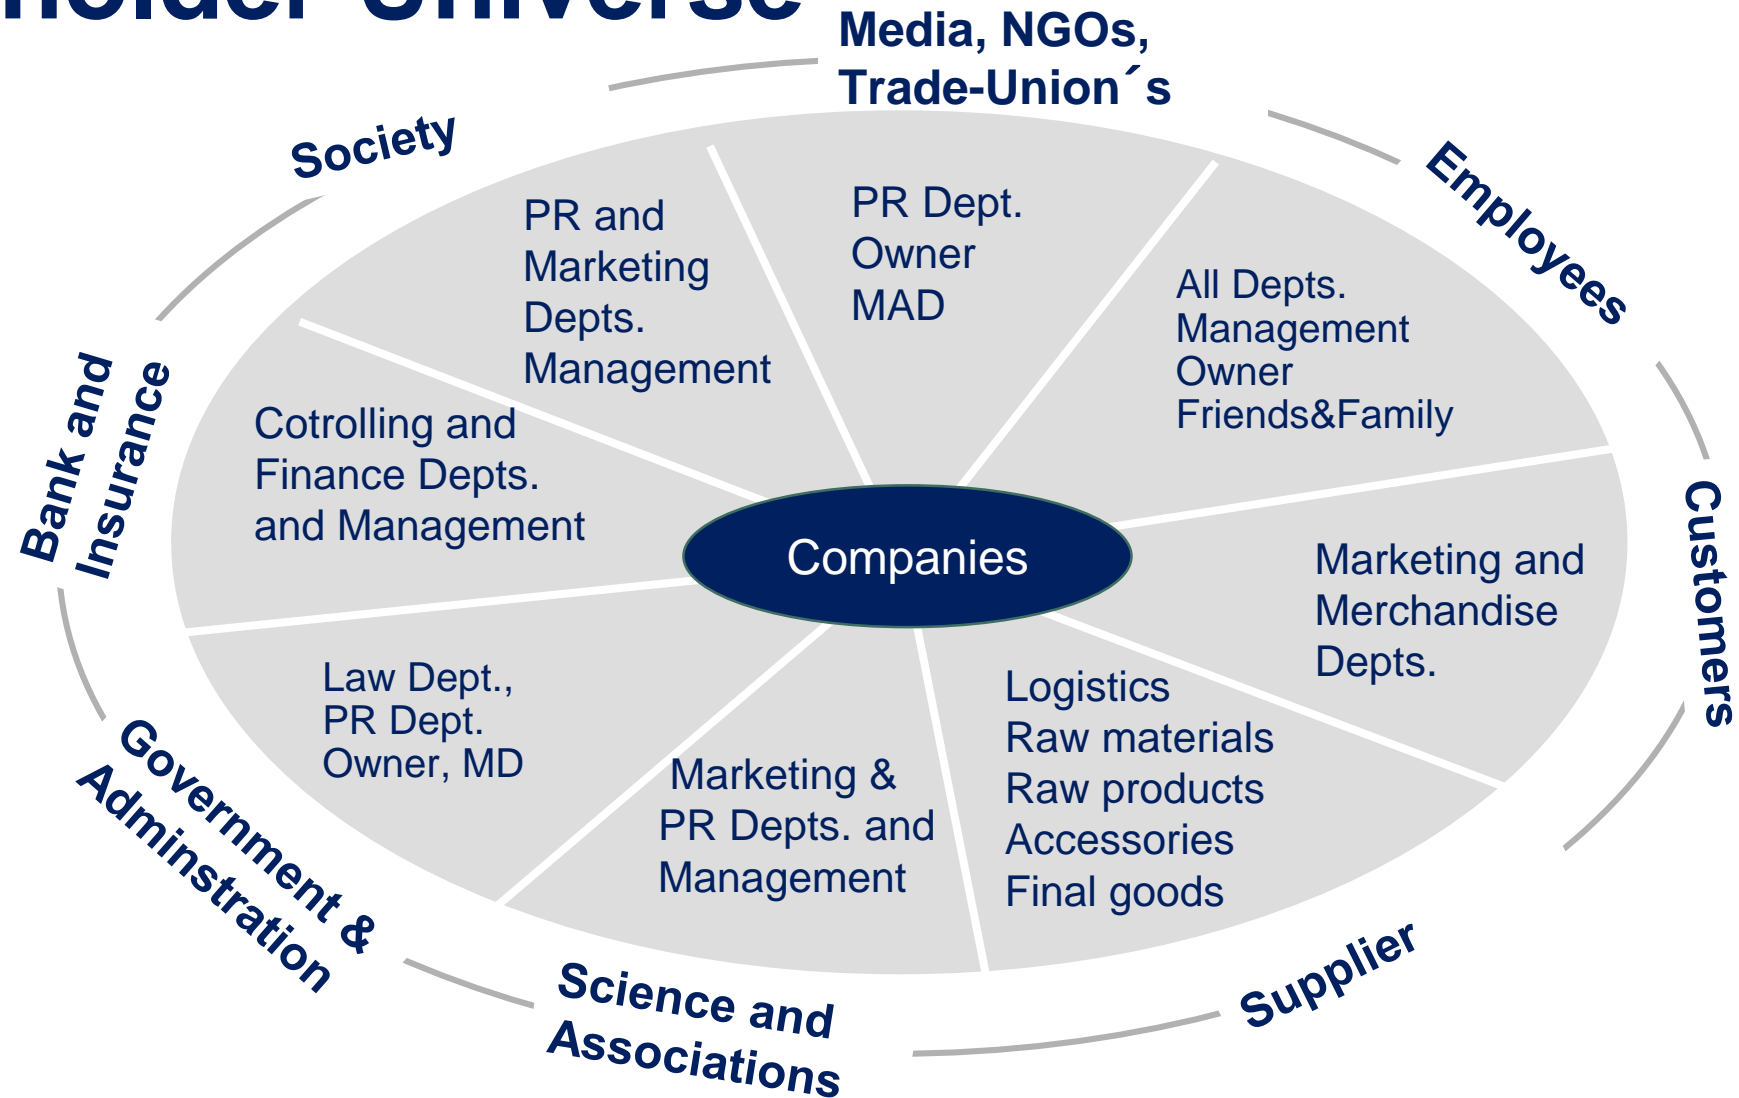 holder Universe
Media, NGOs,
Trade-Union´s
Society
Employees
PR and
Marketing
Depts.
Management
PR Dept.
Owner
MAD
All Depts.
Management
Owner
Friends&Family
Bank and
Insurance
Cotrolling and
Finance Depts.
and Management
Companies
Customers
Marketing and
Merchandise
Depts.
Law Dept.,
PR Dept.
Owner, MD
Marketing &
PR Depts. and
Management
Logistics
Raw materials
Raw products
Accessories
Final goods
Government &
Adminstration
Science and
Associations
Supplier